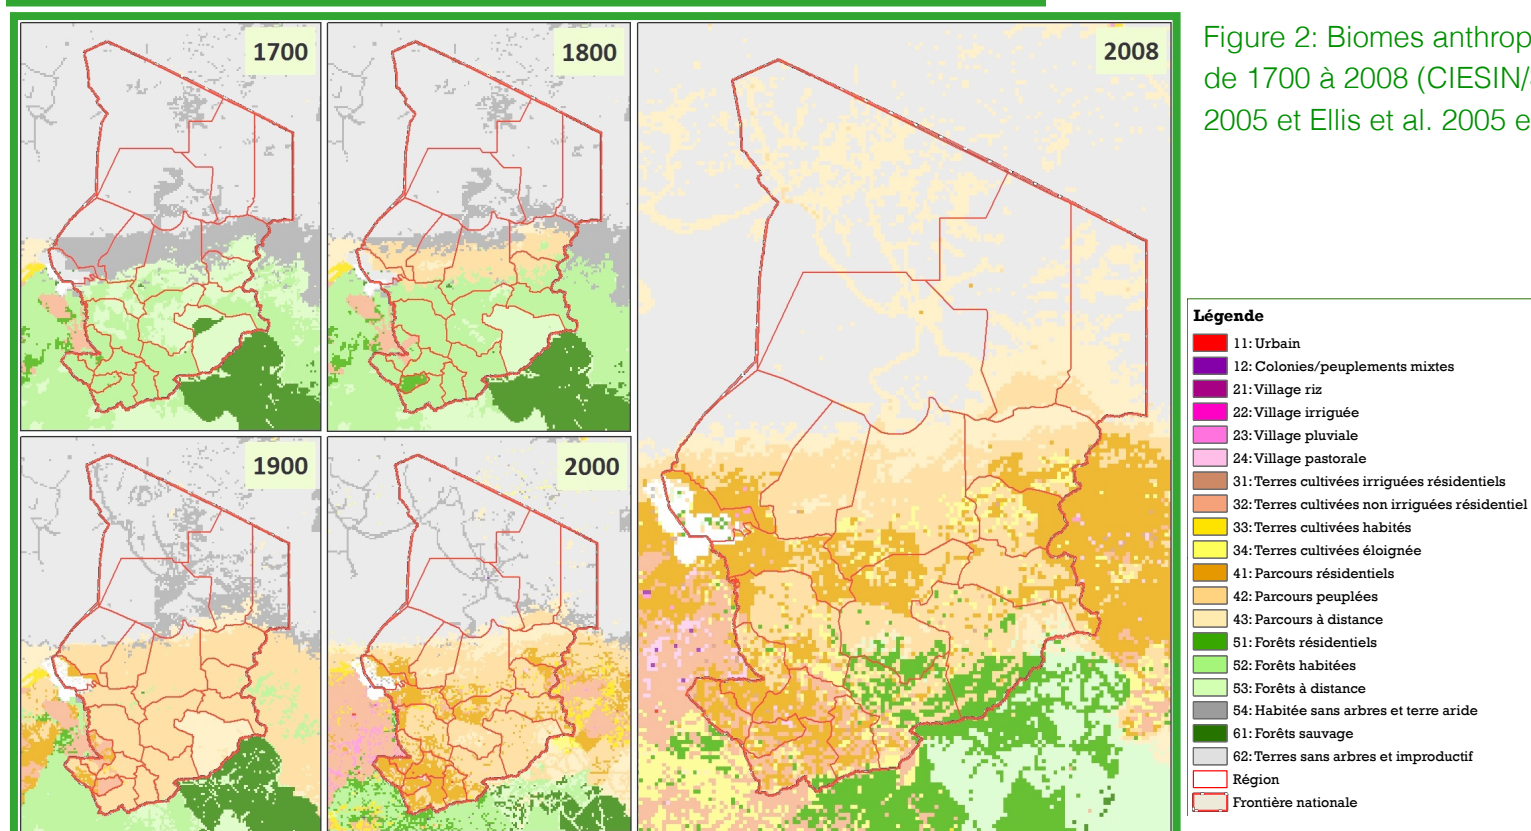 1700
1800
2008
1900
2000
Figure 2: Biomes anthrop
de 1700 à 2008 (CIESIN/
2005 et Ellis et al. 2005 e
Légende
11: Urbain
12: Colonies/peuplements mixtes
21: Village riz
22: Village irriguée
23: Village pluviale
24: Village pastorale
31: Terres cultivées irriguées résidentiels
32: Terres cultivées non irriguées résidentiel
33: Terres cultivées habités
34: Terres cultivées éloignée
41: Parcours résidentiels
42: Parcours peuplées
43: Parcours à distance
51: Forêts résidentiels
52: Forêts habitées
53: Forêts à distance
54: Habitée sans arbres et terre aride
61: Forêts sauvage
62: Terres sans arbres et improductif
Région
Frontière nationale